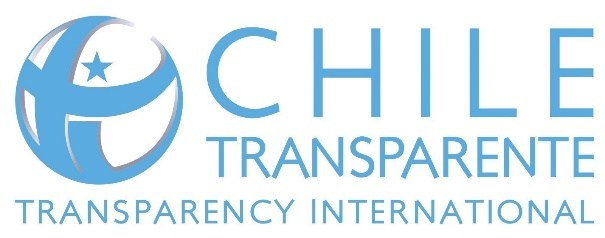 CHILE
TRANSPARENTE
TRANSPARENCY INTERNATIONAL